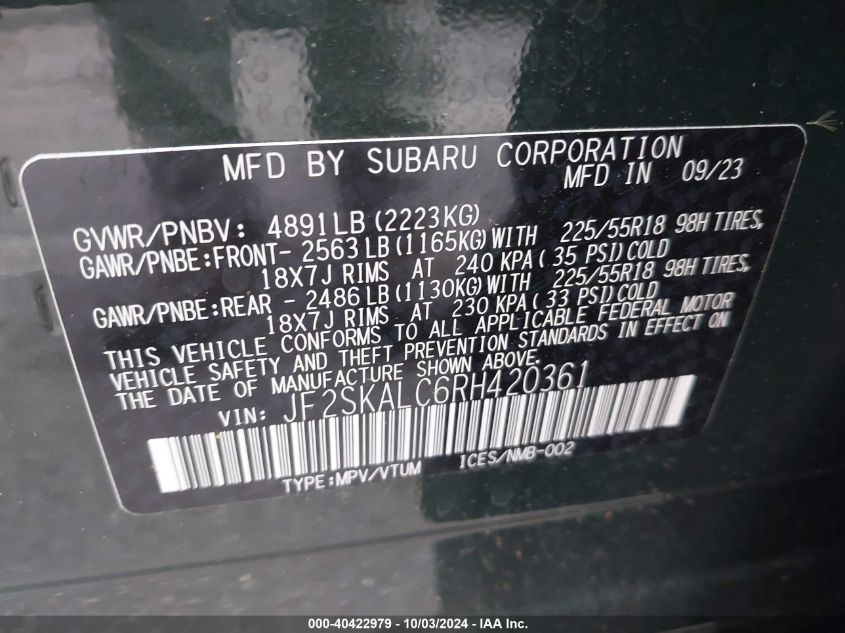 MFD BY SUBARU CORPORATION
MFD IN 09/23
GVWR/PNBV: 4891LB(2223KG)
GAWR/PNBE:FRONT- 2563LB(1165KG)WITH 225/55R18 98H TIRES,
18X7J RIMS AT 240 KPA( 35 PSI)COLD
GAWR/PNBE:REAR - 2486LB(1130KG)WITH 225/55R18 98H TIRES,
18X7J RIMS AT 230 KPA( 33 PSI)COLD
THIS VEHICLE CONFORMS TO ALL APPLICABLE FEDERAL MOTOR
VEHICLE SAFETY AND THEFT PREVENTION STANDARDS IN EFFECT ON
THE DATE OF MANUFACTURE SHOWN ABOVE.
VIN: JF2SKALC6RH420361
TYPE:MPV/VTUM ICES/NMB-002
000-40422979 - 10/03/2024 - IAA Inc.